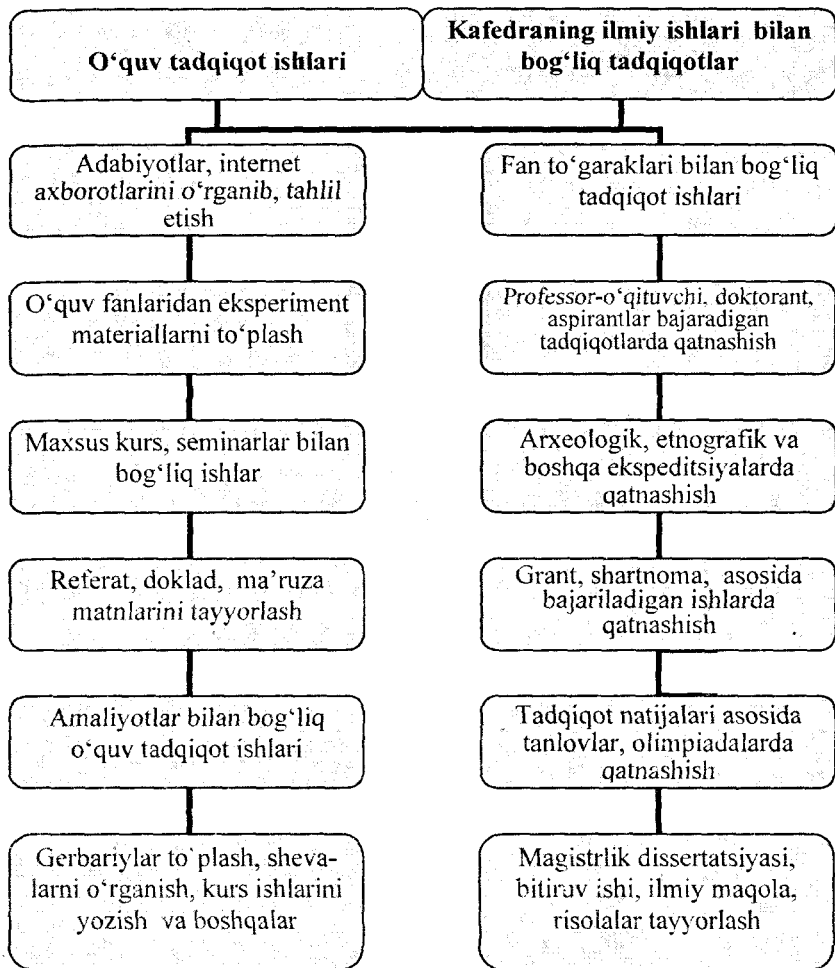 O‘quv tadqiqot ishlari
Kafedraning ilmiy ishlari bilan
bog‘liq tadqiqotlar
Adabiyotlar, internet
axborotlarini o‘rganib, tahlil
etish
Fan to‘garaklari bilan bog‘liq
tadqiqot ishlari
O‘quv fanlaridan eksperiment
materiallarni to‘plash
Professor-o‘qituvchi, doktorant,
aspirantlar bajaradigan
tadqiqotlarda qatnashish
Maxsus kurs, seminarlar bilan
bog‘liq ishlar
Arxeologik, etnografik va
boshqa ekspeditsiyalarda
qatnashish
Referat, doklad, ma’ruza
matnlarini tayyorlash
Grant, shartnoma, asosida
bajariladigan ishlarda
qatnashish
Amaliyotlar bilan bog‘liq
o‘quv tadqiqot ishlari
Tadqiqot natijalari asosida
tanlovlar, olimpiadalarda
qatnashish
Gerbariylar to`plash, sheva-
larni o‘rganish, kurs ishlarini
yozish va boshqalar
Magistrlik dissertatsiyasi,
bitiruv ishi, ilmiy maqola,
risolalar tayyorlash